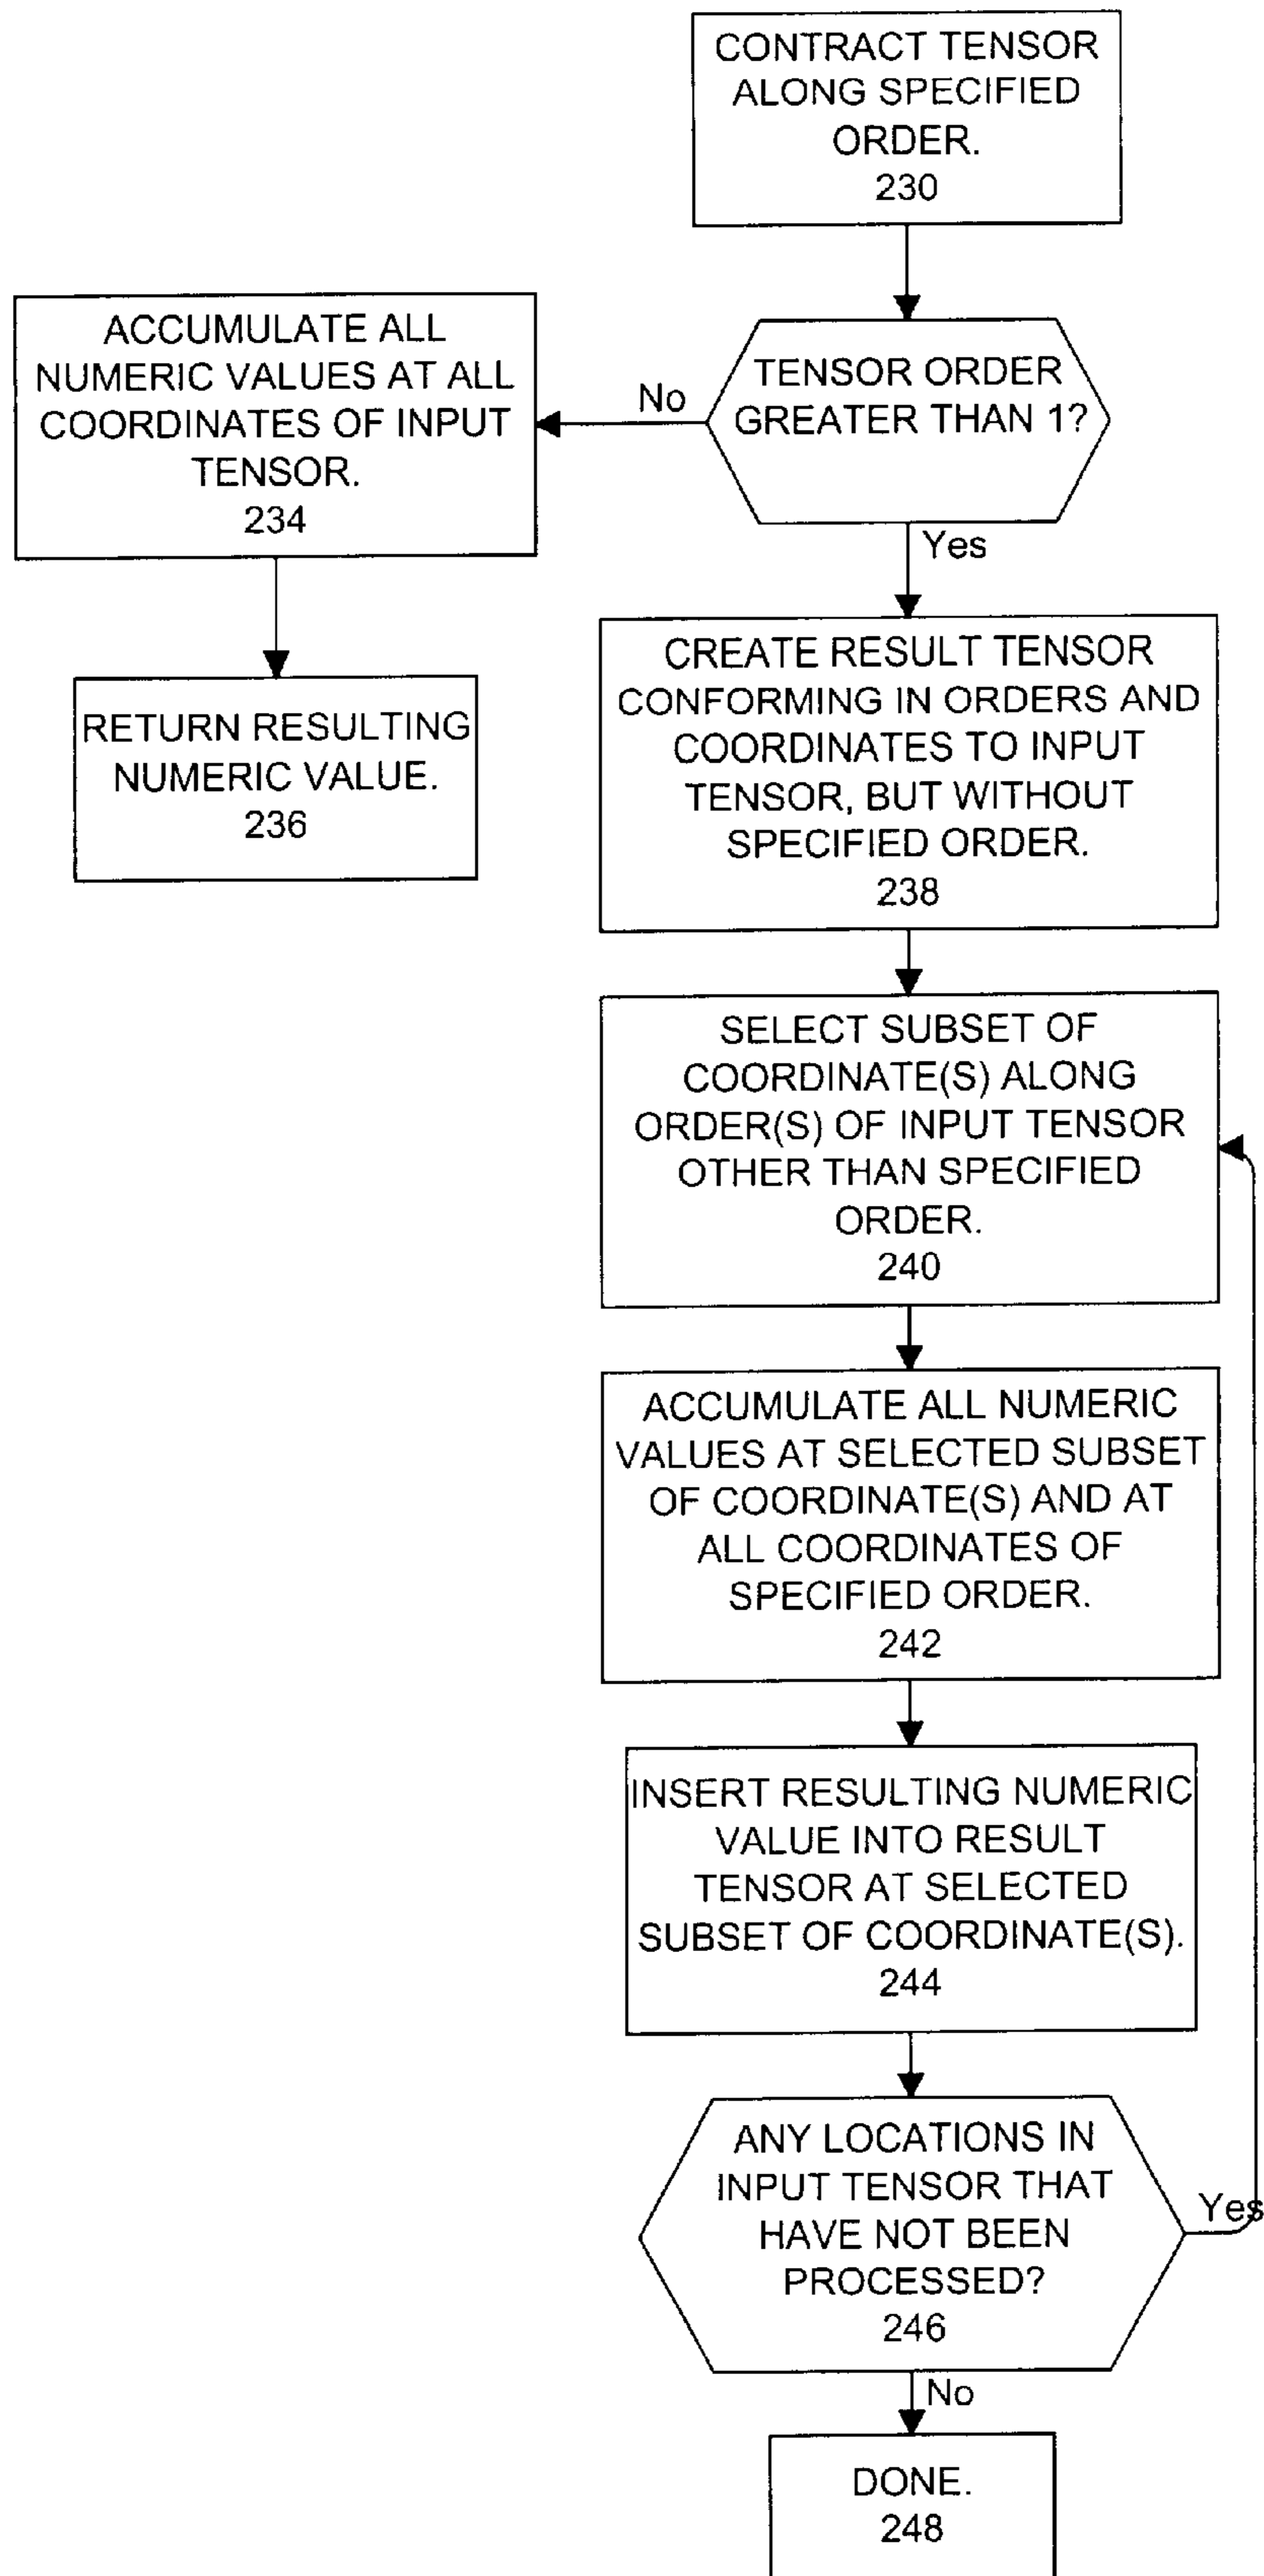 CONTRACT TENSOR
ALONG SPECIFIED
ORDER.
230
TENSOR ORDER
GREATER THAN 1?
No
Yes
ACCUMULATE ALL
NUMERIC VALUES AT ALL
COORDINATES OF INPUT
TENSOR.
234
RETURN RESULTING
NUMERIC VALUE.
236
CREATE RESULT TENSOR
CONFORMING IN ORDERS AND
COORDINATES TO INPUT
TENSOR, BUT WITHOUT
SPECIFIED ORDER.
238
SELECT SUBSET OF
COORDINATE(S) ALONG
ORDER(S) OF INPUT TENSOR
OTHER THAN SPECIFIED
ORDER.
240
ACCUMULATE ALL NUMERIC
VALUES AT SELECTED SUBSET
OF COORDINATE(S) AND AT
ALL COORDINATES OF
SPECIFIED ORDER.
242
INSERT RESULTING NUMERIC
VALUE INTO RESULT
TENSOR AT SELECTED
SUBSET OF COORDINATE(S).
244
ANY LOCATIONS IN
INPUT TENSOR THAT
HAVE NOT BEEN
PROCESSED?
246
Yes
No
DONE.
248